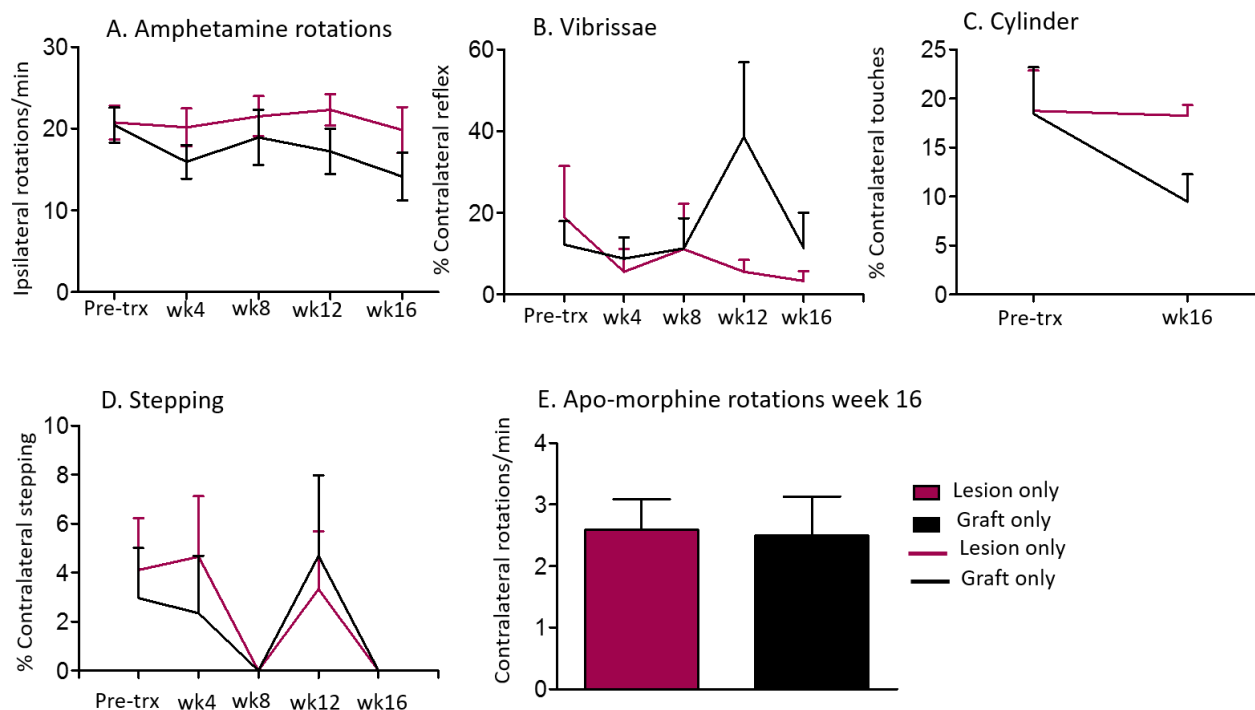 A. Amphetamine rotations
Ipsilateral rotations/min
30
20
10
0
Pre-trx wk4 wk8 wk12 wk16
B. Vibrissae
% Contralateral reflex
60
40
20
0
Pre-trx wk4 wk8 wk12 wk16
C. Cylinder
% Contralateral touches
25
20
15
10
5
0
Pre-trx wk16
D. Stepping
% Contralateral stepping
10
8
6
4
2
0
Pre-trx wk4 wk8 wk12 wk16
E. Apo-morphine rotations week 16
Contralateral rotations/min
4
3
2
1
0
Lesion only
Graft only
Lesion only
Graft only